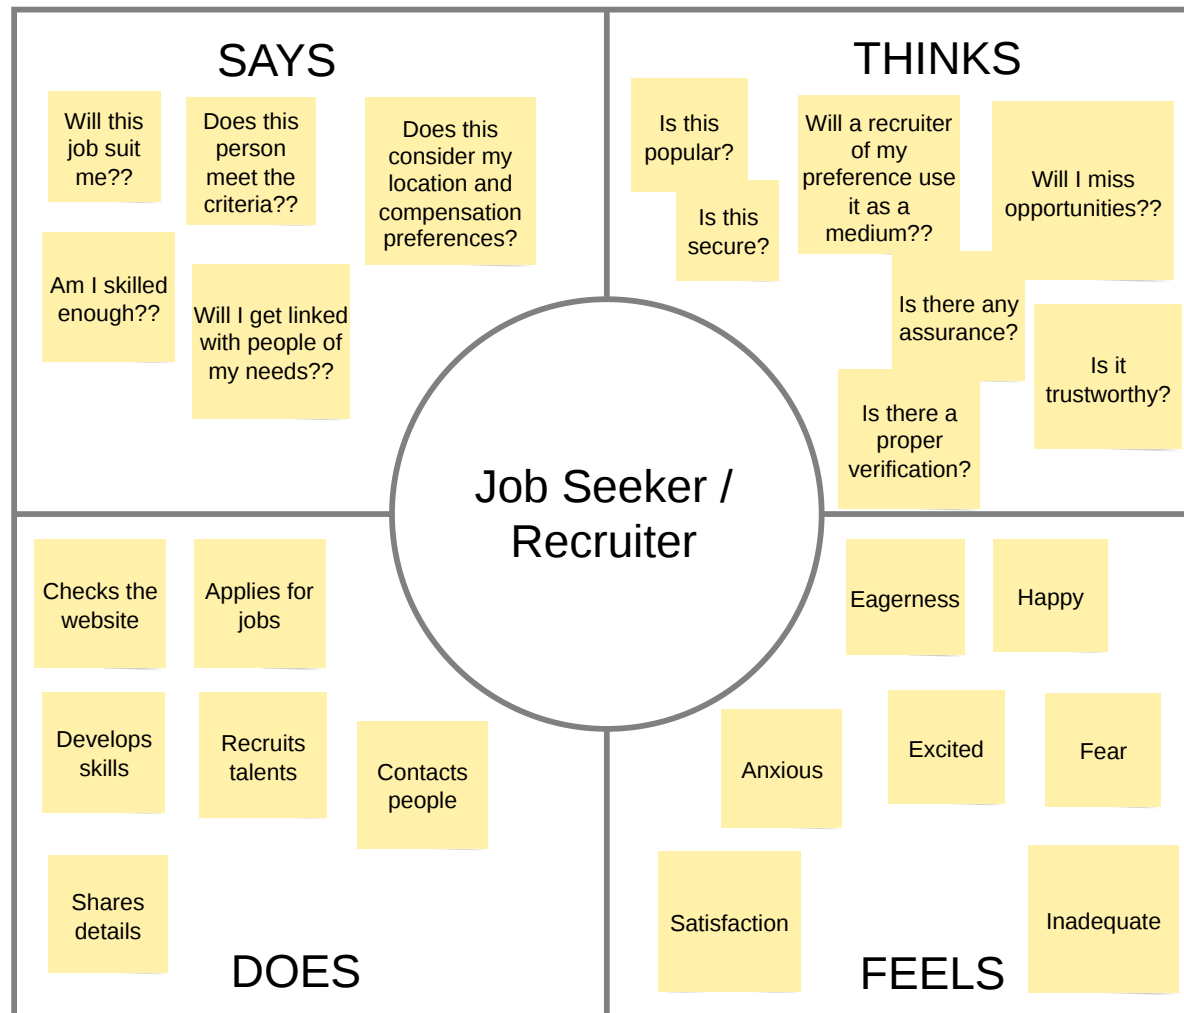 SAYS
Will this
job suit
me??
Does this
person
meet the
criteria??
Does this
consider my
location and
compensation
preferences?
Am I skilled
enough??
Will I get linked
with people of
my needs??
THINKS
Is this
popular?
Is this
secure?
Will a recruiter
of my
preference use
it as a
medium??
Will I miss
opportunities??
Is there any
assurance?
Is it
trustworthy?
Is there a
proper
verification?
Job Seeker /
Recruiter
Checks the
website
Applies for
jobs
Develops
skills
Recruits
talents
Contacts
people
Shares
details
DOES
Eagerness
Happy
Anxious
Excited
Fear
Satisfaction
Inadequate
FEELS